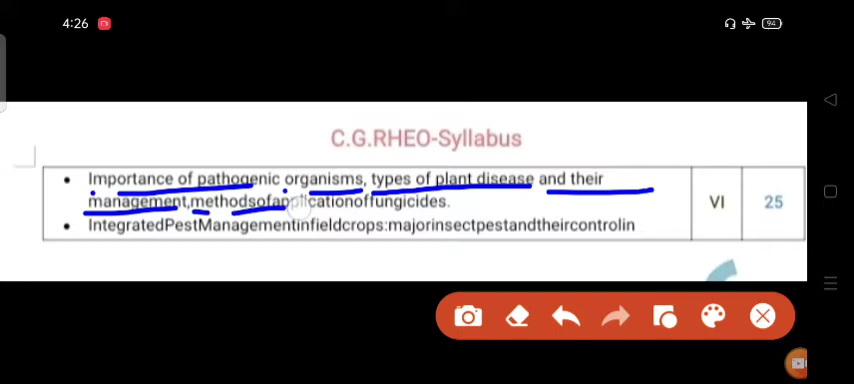 4:26
94
C.G.RHEO-Syllabus
• Importance of pathogenic organisms, types of plant disease and their
management,methodsofapplicationoffungicides.
• IntegratedPestManagementinfieldcrops:majorinsectpestandtheircontrolin
VI
25